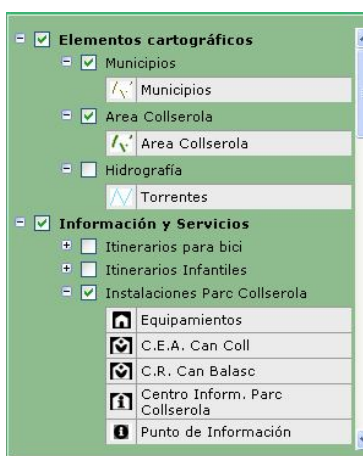 Elementos cartográficos
Municipios
Municipios
Area Collserola
Area Collserola
Hidrografía
Torrentes
Información y Servicios
Itinerarios para bici
Itinerarios Infantiles
Instalaciones Parc Collserola
Equipamientos
C.E.A. Can Coll
C.R. Can Balasc
Centro Inform. Parc
Collserola
Punto de Información